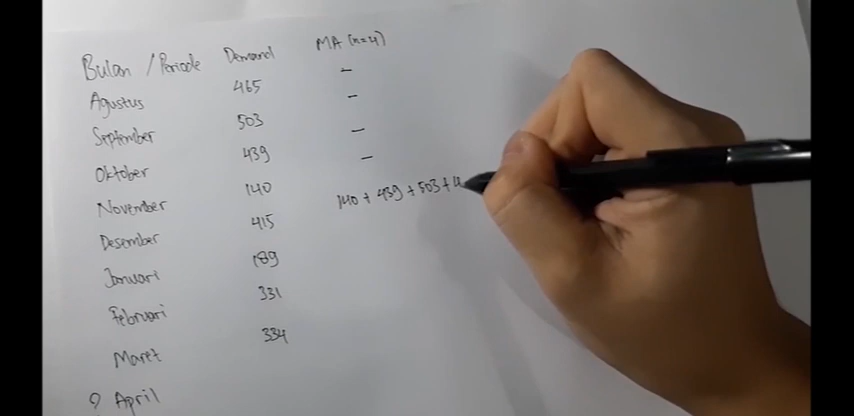 Bulan / Periode Demand MA (n=4)
Agustus 465 -
September 503 -
Oktober 439 -
November 140 -
Desember 415 140 + 439 + 503 + 4
Januari 189
Februari 331
Maret 334
? April